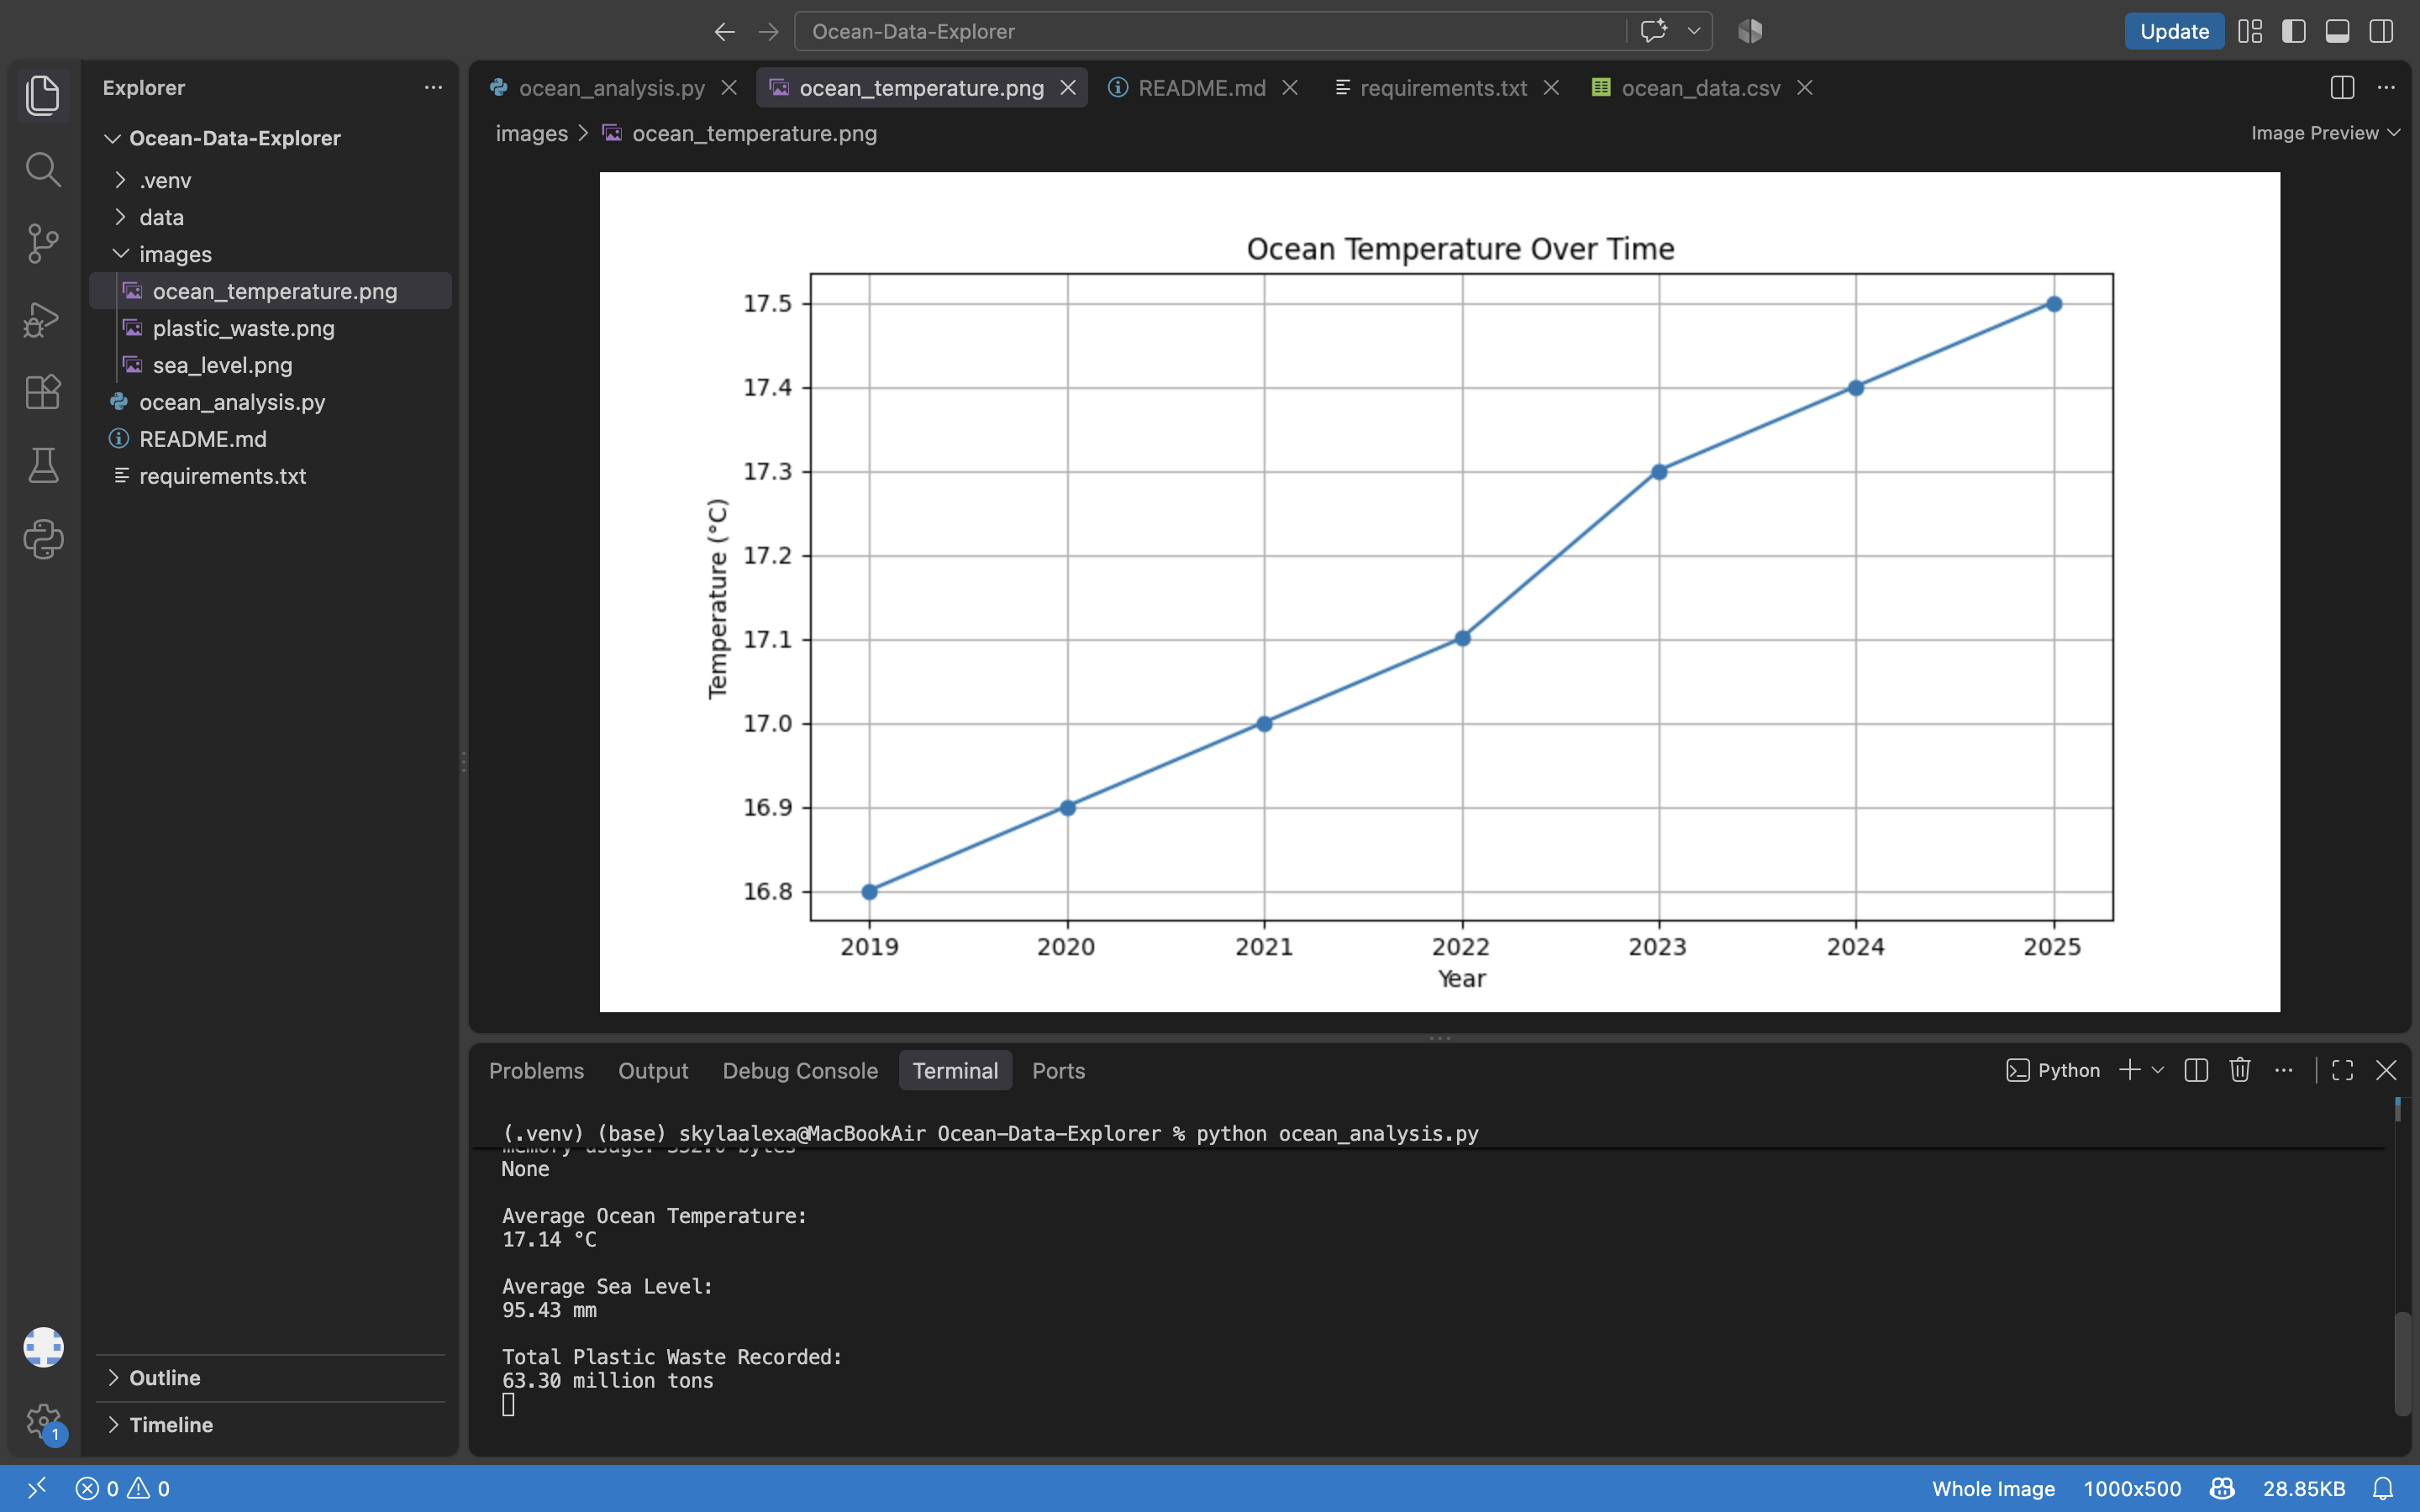 Ocean-Data-Explorer
Update
Explorer
Ocean-Data-Explorer
.venv
data
images
ocean_temperature.png
plastic_waste.png
sea_level.png
ocean_analysis.py
README.md
requirements.txt
Outline
Timeline
1
ocean_analysis.py
ocean_temperature.png
README.md
requirements.txt
ocean_data.csv
images > ocean_temperature.png
Image Preview
Ocean Temperature Over Time
Temperature (°C)
17.5
17.4
17.3
17.2
17.1
17.0
16.9
16.8
2019 2020 2021 2022 2023 2024 2025
Year
Problems Output Debug Console Terminal Ports
Python
(.venv) (base) skylaalexa@MacBookAir Ocean-Data-Explorer % python ocean_analysis.py
None
Average Ocean Temperature:
17.14 °C
Average Sea Level:
95.43 mm
Total Plastic Waste Recorded:
63.30 million tons
0 0
Whole Image 1000x500 28.85KB